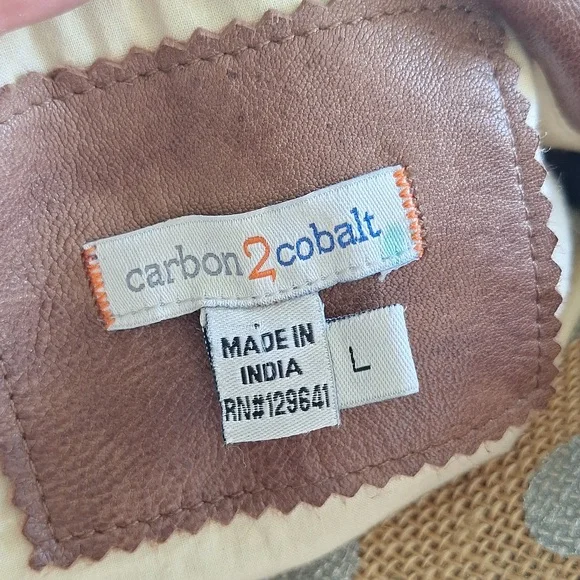 carbon2cobalt
MADE IN
INDIA
RN#129641
L